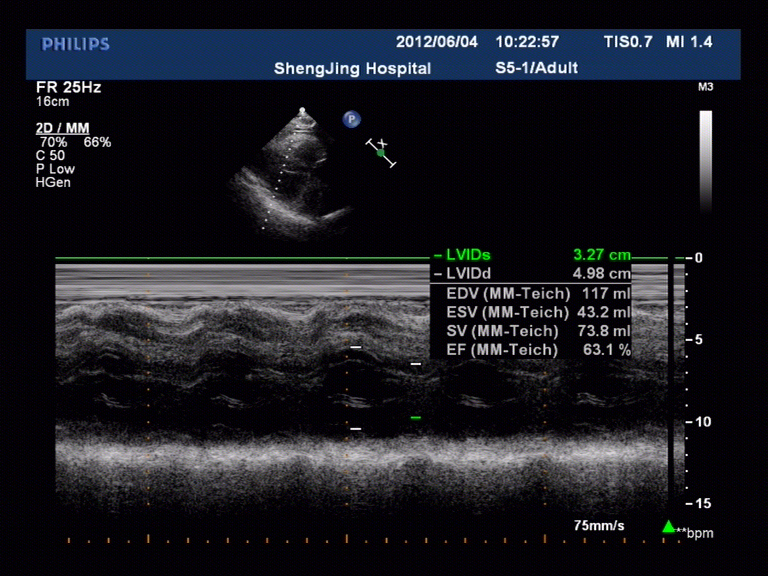 PHILIPS
2012/06/04 10:22:57 TIS0.7 MI 1.4
ShengJing Hospital S5-1/Adult
FR 25Hz
16cm
M3
2D / MM
70% 66%
C 50
P Low
HGen
P
x
LVIDs 3.27 cm
LVIDd 4.98 cm
EDV (MM-Teich) 117 ml
ESV (MM-Teich) 43.2 ml
SV (MM-Teich) 73.8 ml
EF (MM-Teich) 63.1 %
0
5
10
15
75mm/s
***bpm